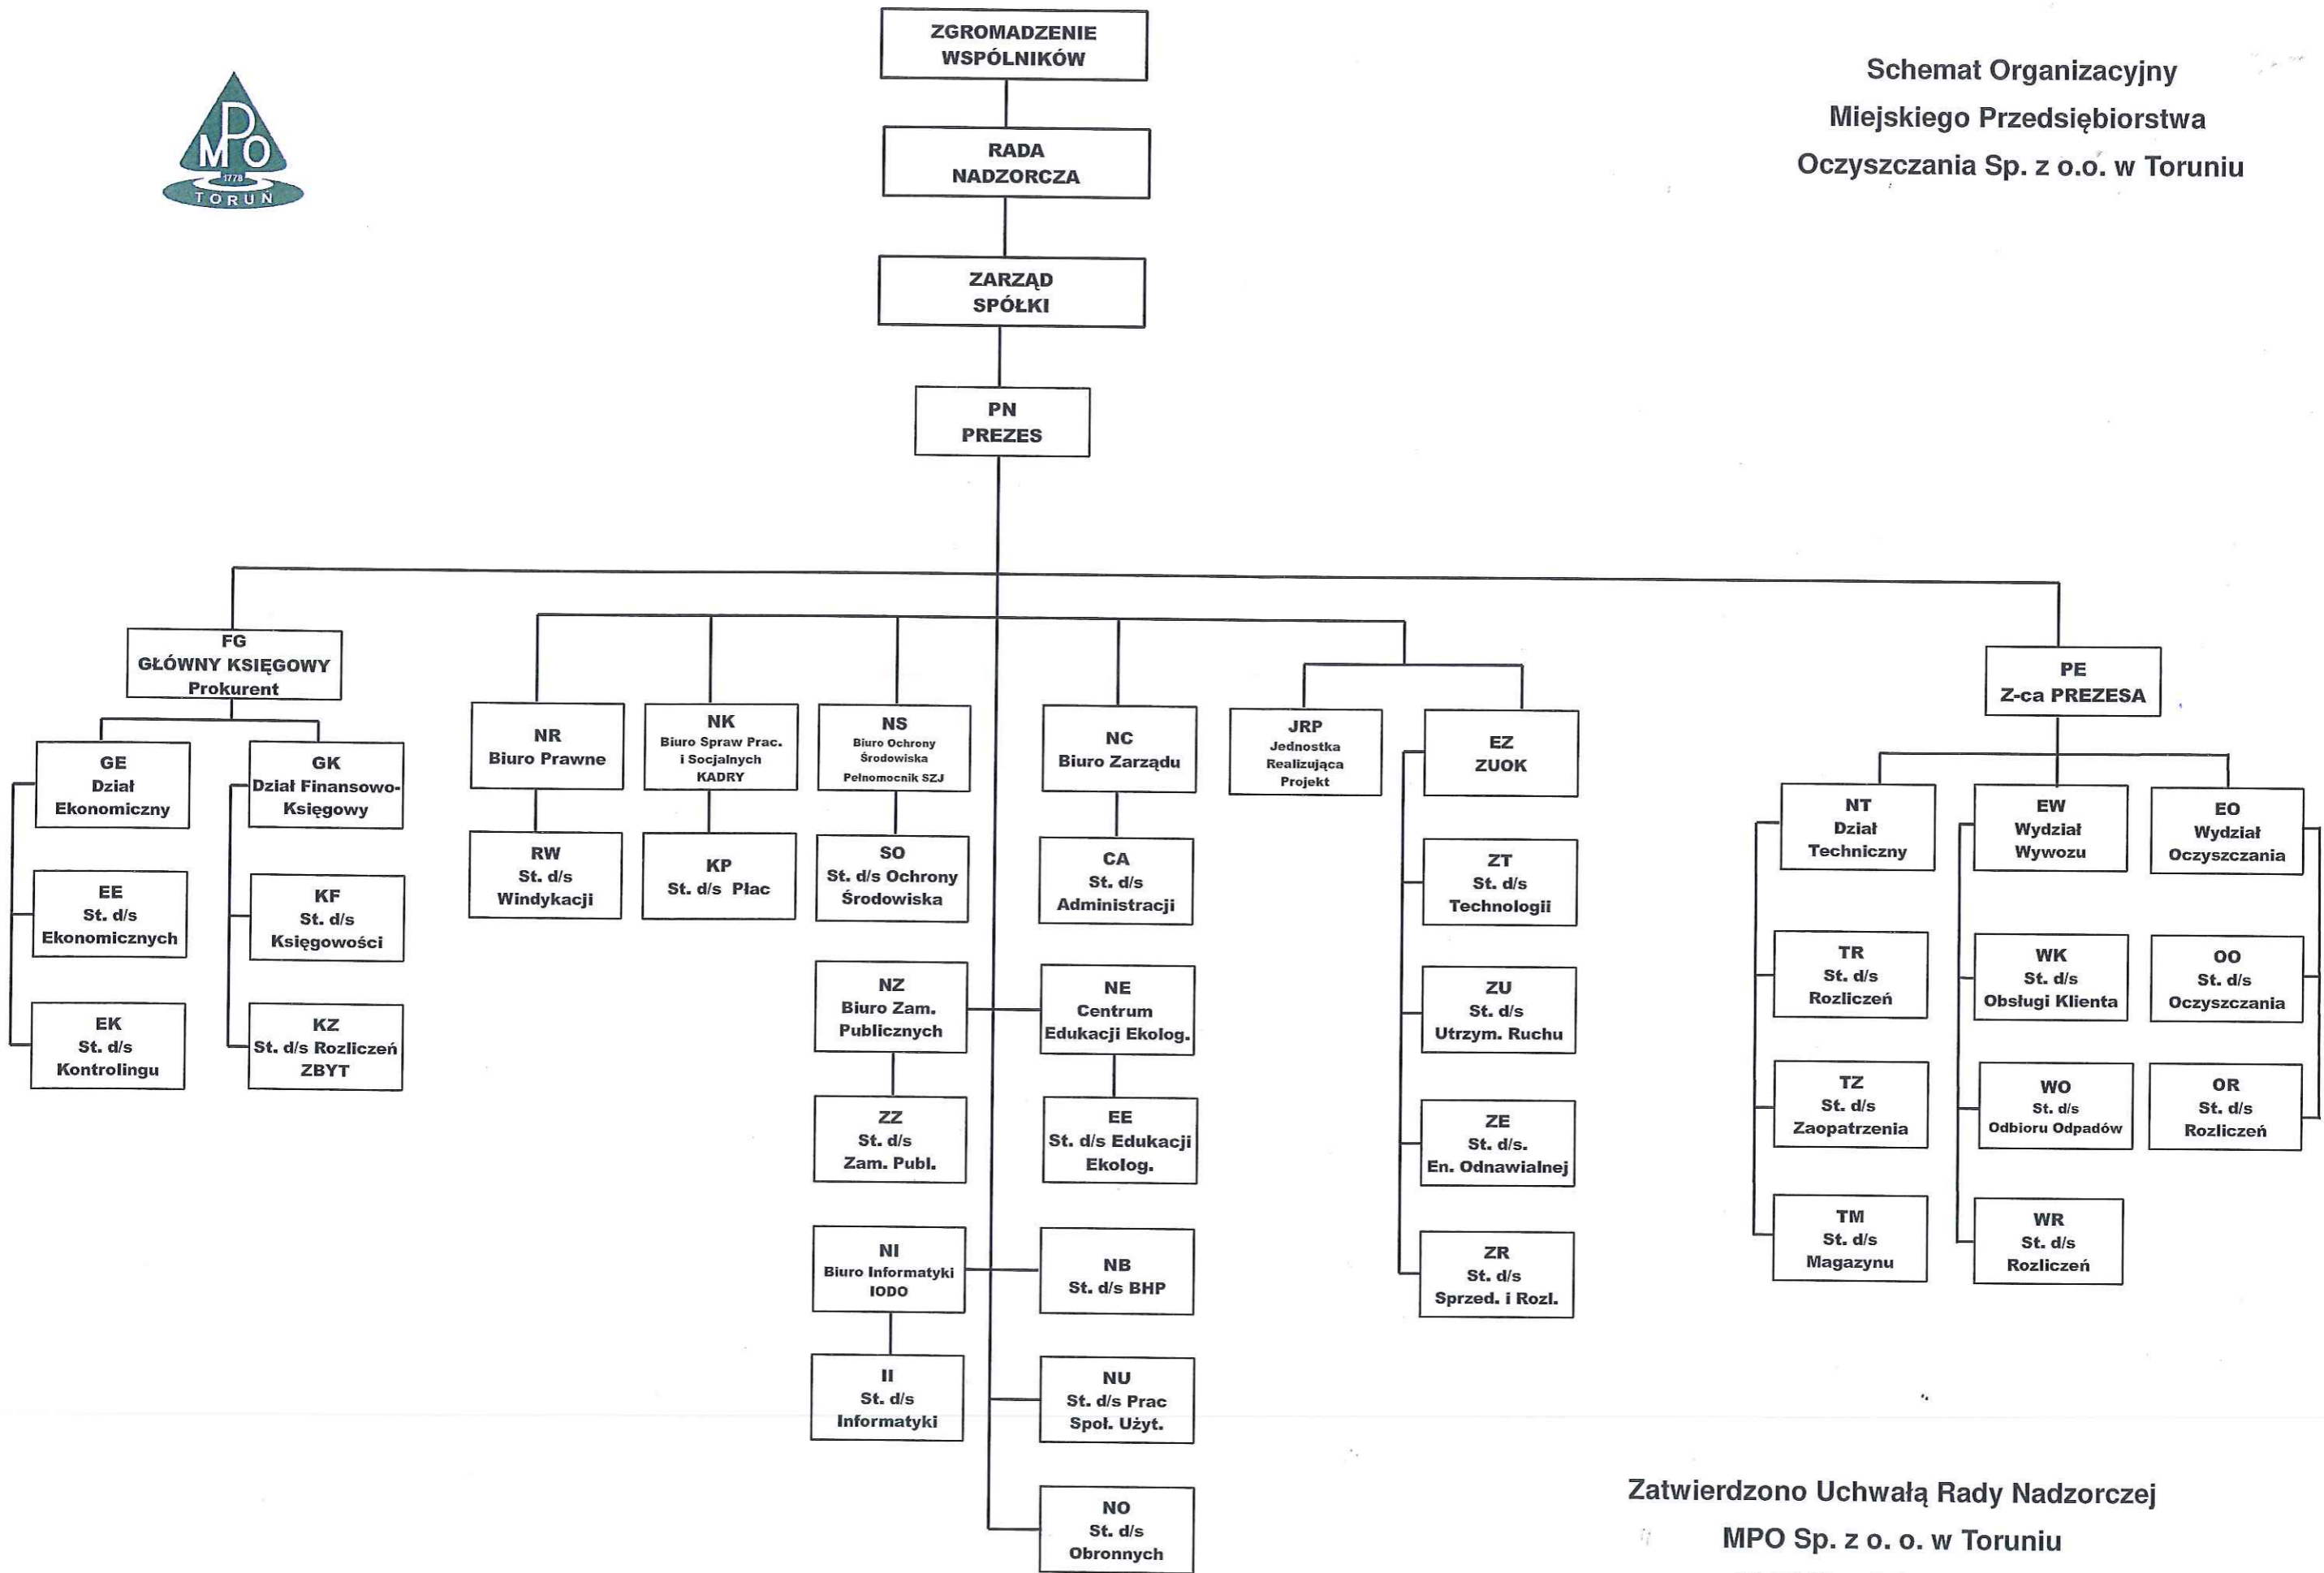 ZGROMADZENIE
WSPÓLNIKÓW
Schemat Organizacyjny
Miejskiego Przedsiębiorstwa
Oczyszczania Sp. z o.o. w Toruniu
MPO
1778
TORUŃ
RADA
NADZORCZA
ZARZĄD
SPÓŁKI
PN
PREZES
FG
GŁÓWNY KSIĘGOWY
Prokurent
PE
Z-ca PREZESA
GE
Dział
Ekonomiczny
GK
Dział Finansowo-
Księgowy
NR
Biuro Prawne
NK
Biuro Spraw Prac.
i Socjalnych
KADRY
NS
Biuro Ochrony
Środowiska
Pełnomocnik SZJ
NC
Biuro Zarządu
JRP
Jednostka
Realizująca
Projekt
EZ
ZUOK
NT
Dział
Techniczny
EW
Wydział
Wywozu
EO
Wydział
Oczyszczania
EE
St. d/s
Ekonomicznych
KF
St. d/s
Księgowości
RW
St. d/s
Windykacji
KP
St. d/s Płac
SO
St. d/s Ochrony
Środowiska
CA
St. d/s
Administracji
ZT
St. d/s
Technologii
TR
St. d/s
Rozliczeń
WK
St. d/s
Obsługi Klienta
OO
St. d/s
Oczyszczania
EK
St. d/s
Kontrolingu
KZ
St. d/s Rozliczeń
ZBYT
NZ
Biuro Zam.
Publicznych
NE
Centrum
Edukacji Ekolog.
ZU
St. d/s
Utrzym. Ruchu
TZ
St. d/s
Zaopatrzenia
WO
St. d/s
Odbioru Odpadów
OR
St. d/s
Rozliczeń
ZZ
St. d/s
Zam. Publ.
EE
St. d/s Edukacji
Ekolog.
ZE
St. d/s.
En. Odnawialnej
TM
St. d/s
Magazynu
WR
St. d/s
Rozliczeń
NI
Biuro Informatyki
IODO
NB
St. d/s BHP
ZR
St. d/s
Sprzed. i Rozl.
II
St. d/s
Informatyki
NU
St. d/s Prac
Społ. Użyt.
NO
St. d/s
Obronnych
Zatwierdzono Uchwałą Rady Nadzorczej
MPO Sp. z o. o. w Toruniu